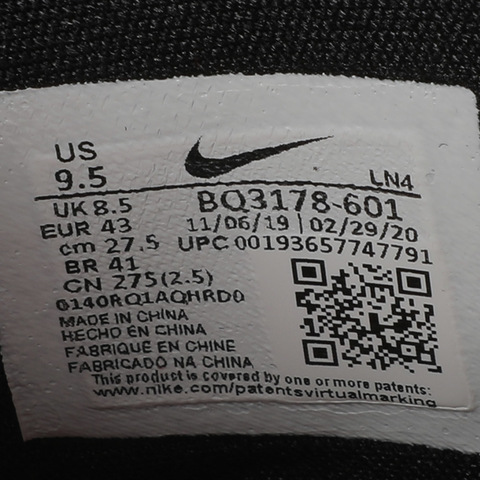 US
9.5
LN4
UK 8.5
BQ3178-601
EUR 43
11/06/19 | 02/29/20
cm 27.5
UPC 00193657747791
BR 41
CN 275(2.5)
0140RQ1AQHRD0
MADE IN CHINA
HECHO EN CHINA
FABRIQUE EN CHINE
FABRICADO NA CHINA
This product is covered by one or more patents:
www.nike.com/patentsvirtualmarking